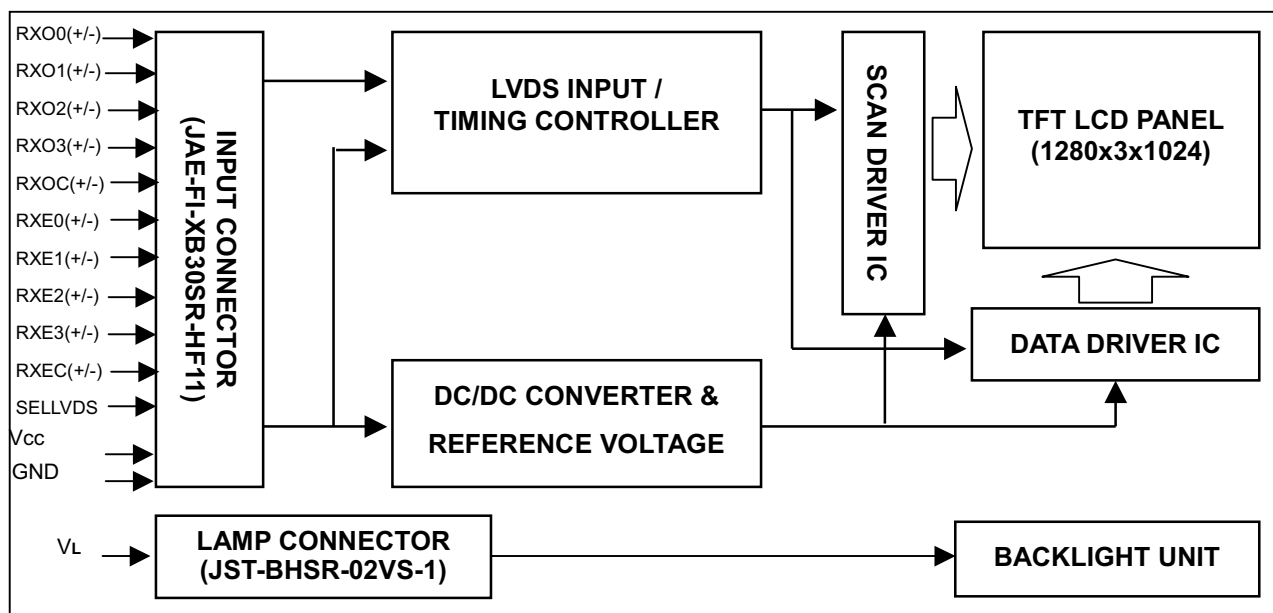 RXO0(+/-)
RXO1(+/-)
RXO2(+/-)
RXO3(+/-)
RXOC(+/-)
RXE0(+/-)
RXE1(+/-)
RXE2(+/-)
RXE3(+/-)
RXEC(+/-)
SELLVDS
Vcc
GND
INPUT CONNECTOR
(JAE-FI-XB30SR-HF11)
LVDS INPUT /
TIMING CONTROLLER
SCAN DRIVER IC
TFT LCD PANEL
(1280x3x1024)
DATA DRIVER IC
DC/DC CONVERTER &
REFERENCE VOLTAGE
VL
LAMP CONNECTOR
(JST-BHSR-02VS-1)
BACKLIGHT UNIT